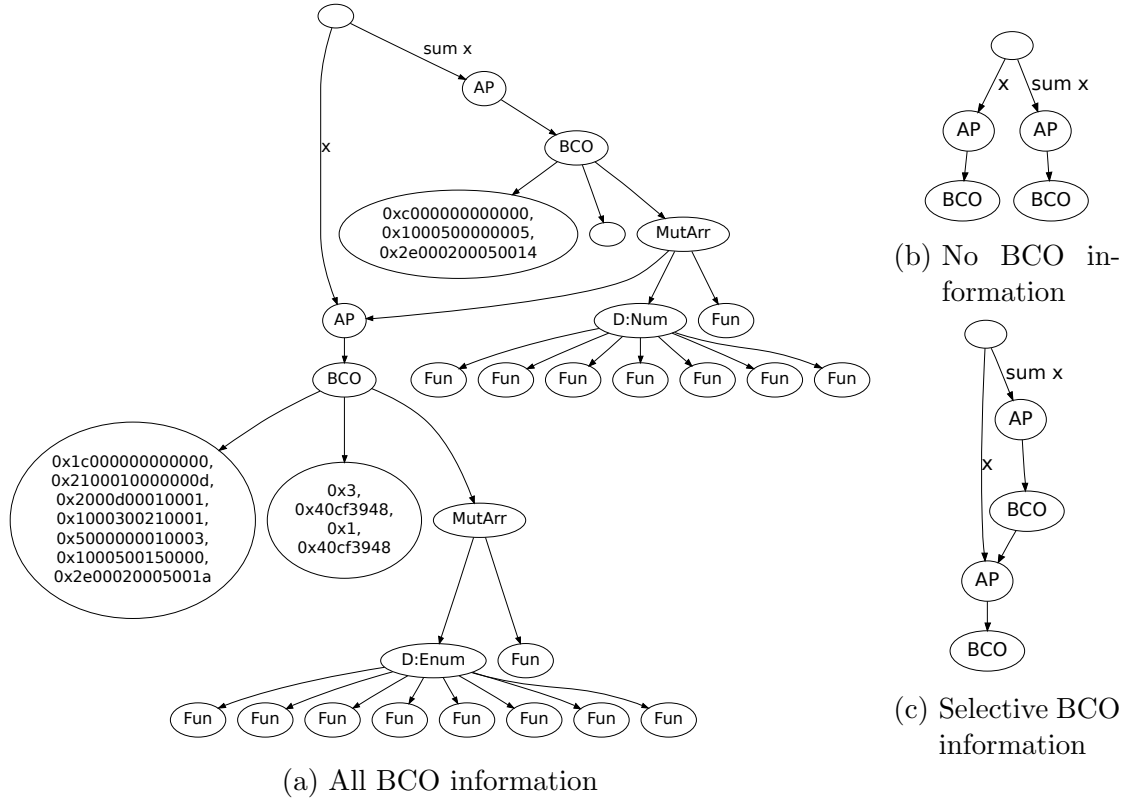 sum x
AP
x
BCO
0xc000000000000,
0x1000500000005,
0x2e000200050014
MutArr
AP
D:Num
Fun
BCO
Fun
Fun
Fun
Fun
Fun
Fun
Fun
0x1c000000000000,
0x2100010000000d,
0x2000d00010001,
0x1000300210001,
0x5000000010003,
0x1000500150000,
0x2e00020005001a
0x3,
0x40cf3948,
0x1,
0x40cf3948
MutArr
D:Enum
Fun
Fun
Fun
Fun
Fun
Fun
Fun
Fun
Fun
(a) All BCO information
x
sum x
AP
AP
BCO
BCO
(b) No BCO in-
formation
sum x
AP
x
BCO
AP
BCO
(c) Selective BCO
information